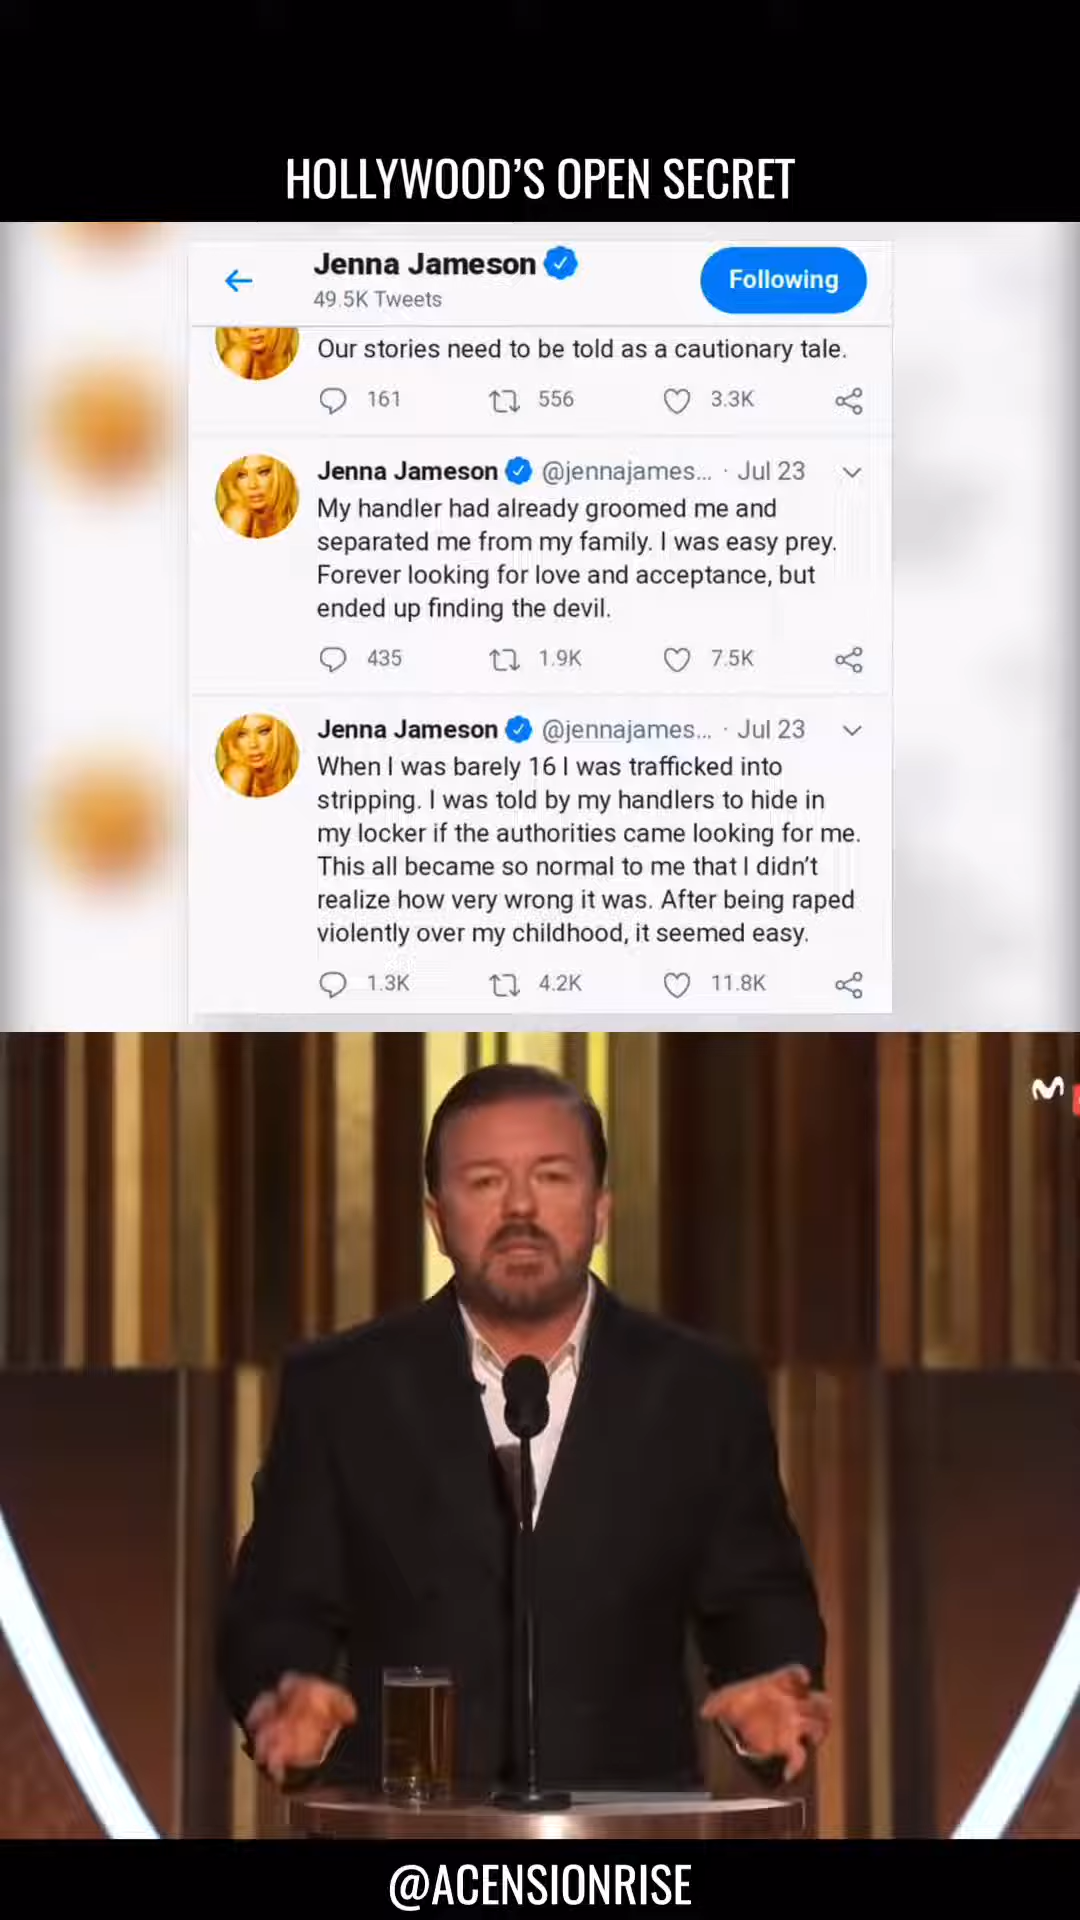 HOLLYWOOD'S OPEN SECRET
Jenna Jameson
49.5K Tweets
Following
Our stories need to be told as a cautionary tale.
161 556 3.3K
Jenna Jameson @jennajames... · Jul 23
My handler had already groomed me and
separated me from my family. I was easy prey.
Forever looking for love and acceptance, but
ended up finding the devil.
435 1.9K 7.5K
Jenna Jameson @jennajames... · Jul 23
When I was barely 16 I was trafficked into
stripping. I was told by my handlers to hide in
my locker if the authorities came looking for me.
This all became so normal to me that I didn't
realize how very wrong it was. After being raped
violently over my childhood, it seemed easy.
1.3K 4.2K 11.8K
@ACENSIONRISE